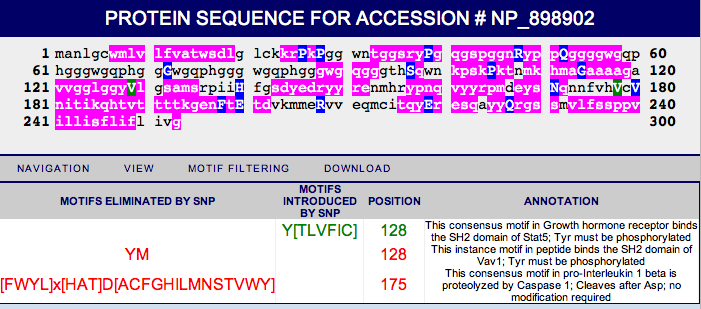 PROTEIN SEQUENCE FOR ACCESSION # NP_898902
1 manlgcwmlv lfvatwsdlg lckkrPkPgg wntggsryPg qgspggnRyp pQggggwgqp 60
61 hgggwgqphg gGwgqphggg wgqphgggwg qgggthSqwn kpskPktnmk hmaGaaaaga 120
121 vvgglggyVl gsamsrpiiH fgsdyedryy renmhrypnq vyyrpmdeys NqnnfvhVcV 180
181 nitikqhtvt tttkgenFtE tdvkmmeRvv eqmcitqyEr esqayyQrgs smvlfssppv 240
241 illisflifl ivg 300
NAVIGATION VIEW MOTIF FILTERING DOWNLOAD
MOTIFS ELIMINATED BY SNP MOTIFS INTRODUCED BY SNP POSITION ANNOTATION
Y[TLVFIC] 128 This consensus motif in Growth hormone receptor binds the SH2 domain of Stat5; Tyr must be phosphorylated
YM 128 This instance motif in peptide binds the SH2 domain of Vav1; Tyr must be phosphorylated
[FWYL]x[HAT]D[ACFGHILMNSTVWY] 175 This consensus motif in pro-Interleukin 1 beta is proteolyzed by Caspase 1; Cleaves after Asp; no modification required